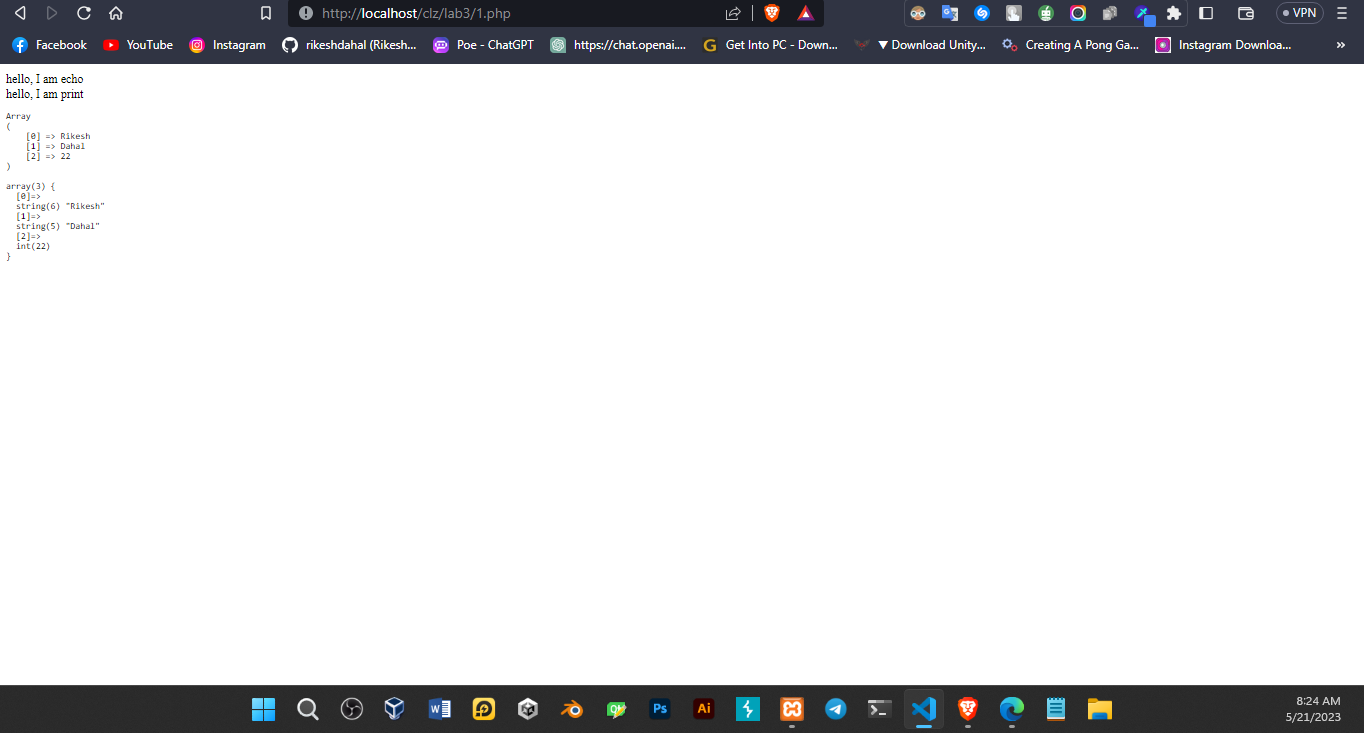 http://localhost/clz/lab3/1.php
VPN
Facebook YouTube Instagram rikeshdahal (Rikesh... Poe - ChatGPT https://chat.openai.... Get Into PC - Down... ▼ Download Unity... Creating A Pong Ga... Instagram Downloa... »
hello, I am echo
hello, I am print
Array
(
    [0] => Rikesh
    [1] => Dahal
    [2] => 22
)
array(3) {
  [0]=>
  string(6) "Rikesh"
  [1]=>
  string(5) "Dahal"
  [2]=>
  int(22)
}
Ps Ai
8:24 AM
5/21/2023